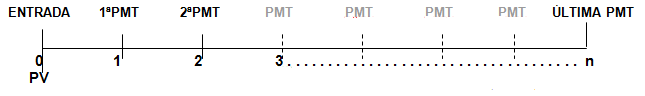 ENTRADA 1ªPMT 2ªPMT PMT PMT PMT PMT ÚLTIMA PMT
0 1 2 3 . . . . . . . . . . . . . . . . . . . . . . . . . . . . . . . . . . . . . n
PV